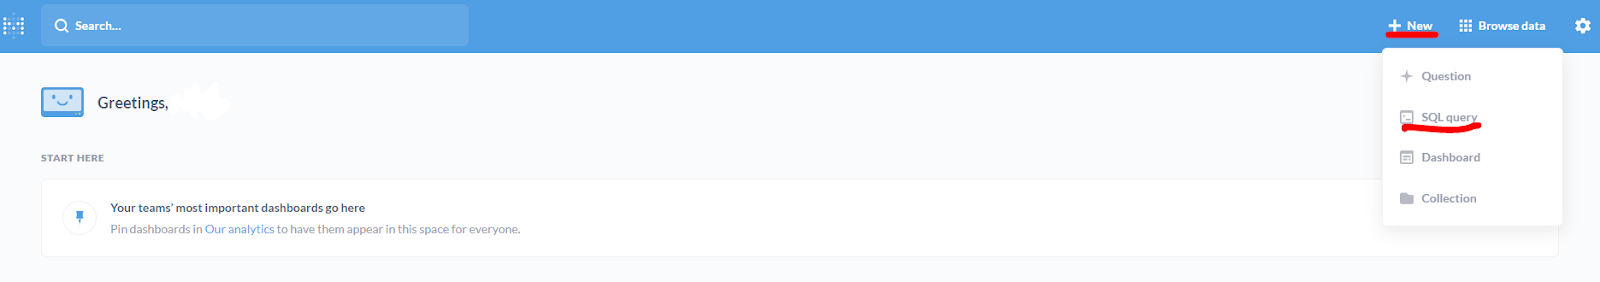 Search...
New
Browse data
Question
SQL query
Dashboard
Collection
Greetings,
START HERE
Your teams' most important dashboards go here
Pin dashboards in Our analytics to have them appear in this space for everyone.